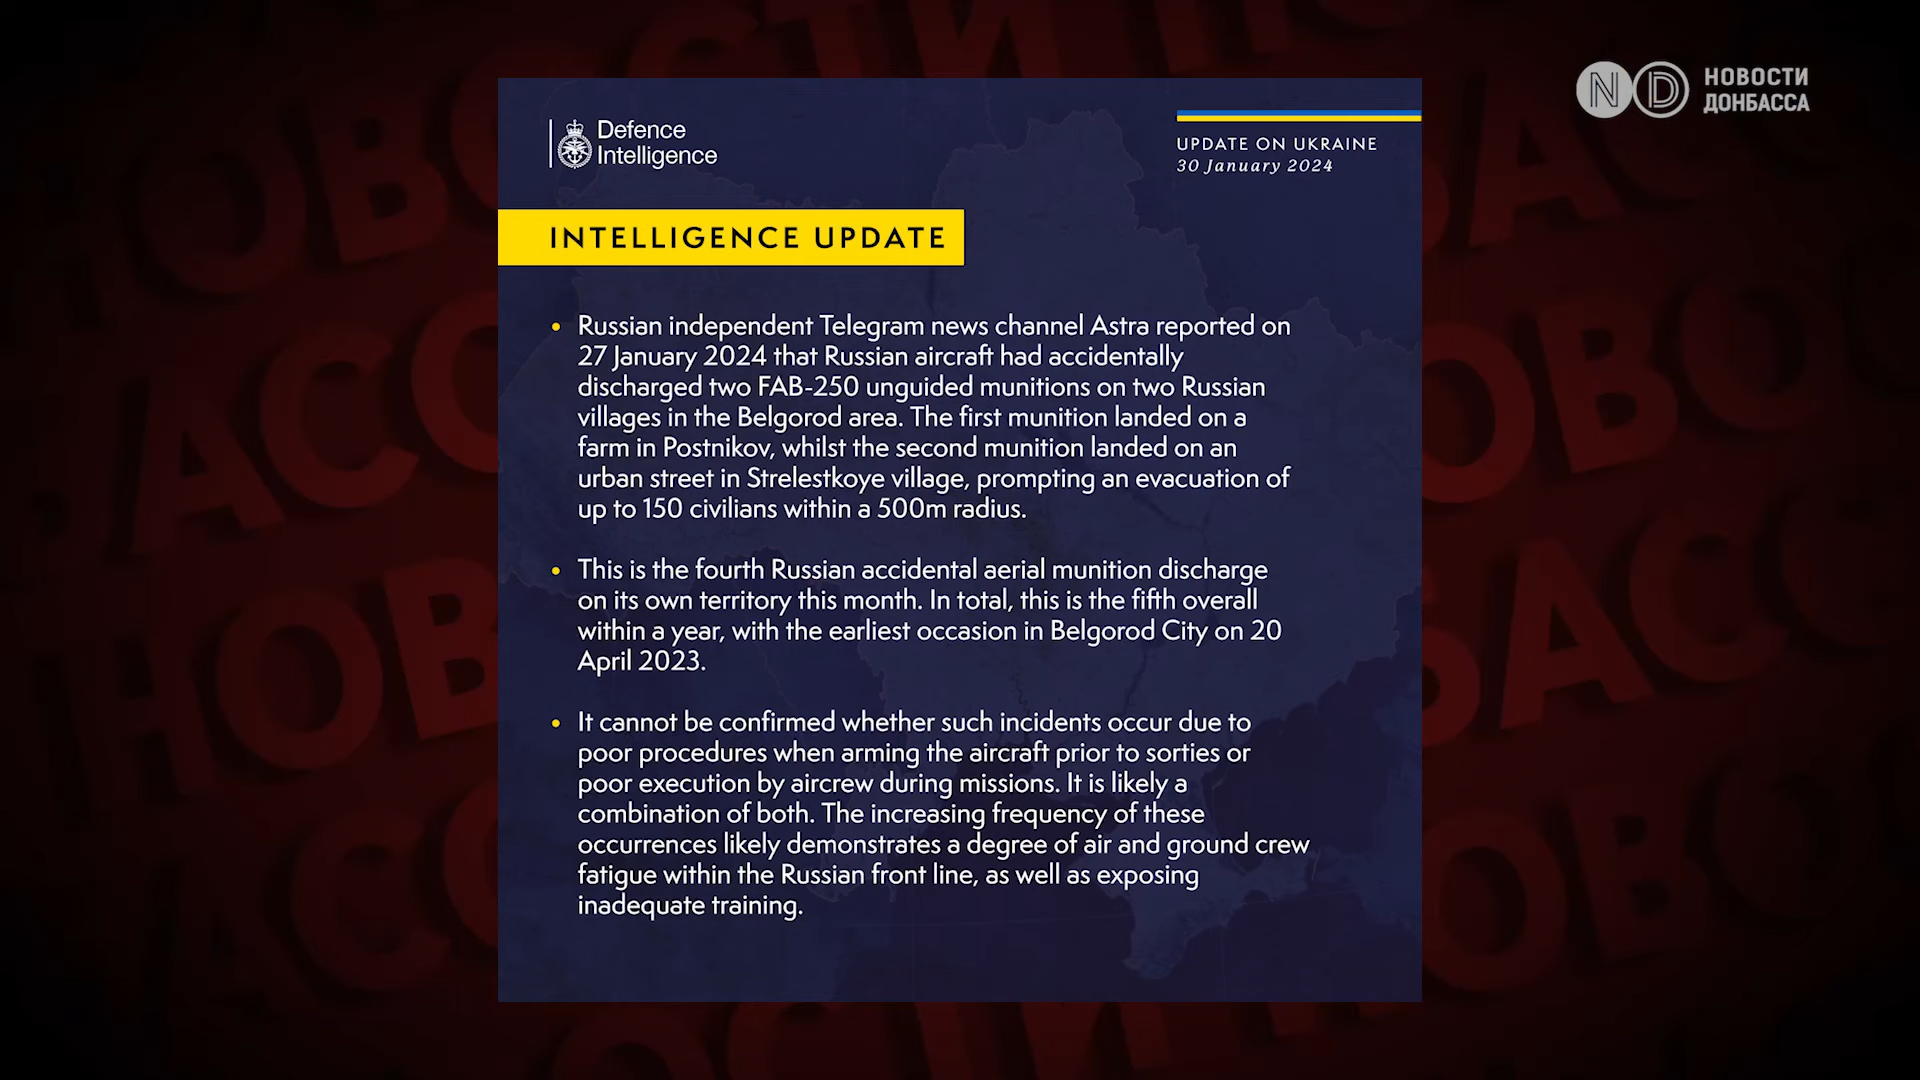 НОВОСТИ
ДОНБАССА
Defence
Intelligence
UPDATE ON UKRAINE
30 January 2024
INTELLIGENCE UPDATE
• Russian independent Telegram news channel Astra reported on
27 January 2024 that Russian aircraft had accidentally
discharged two FAB-250 unguided munitions on two Russian
villages in the Belgorod area. The first munition landed on a
farm in Postnikov, whilst the second munition landed on an
urban street in Strelestkoye village, prompting an evacuation of
up to 150 civilians within a 500m radius.
• This is the fourth Russian accidental aerial munition discharge
on its own territory this month. In total, this is the fifth overall
within a year, with the earliest occasion in Belgorod City on 20
April 2023.
• It cannot be confirmed whether such incidents occur due to
poor procedures when arming the aircraft prior to sorties or
poor execution by aircrew during missions. It is likely a
combination of both. The increasing frequency of these
occurrences likely demonstrates a degree of air and ground crew
fatigue within the Russian front line, as well as exposing
inadequate training.